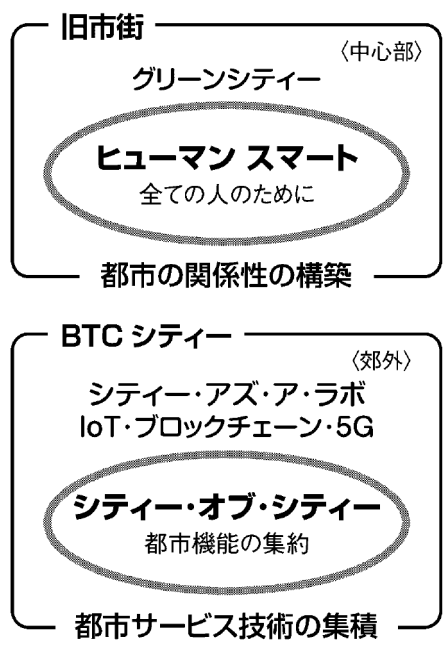 旧市街
〈中心部〉
グリーンシティー
ヒューマン スマート
全ての人のために
都市の関係性の構築
BTC シティー
〈郊外〉
シティー・アズ・ア・ラボ
IoT・ブロックチェーン・5G
シティー・オブ・シティー
都市機能の集約
都市サービス技術の集積